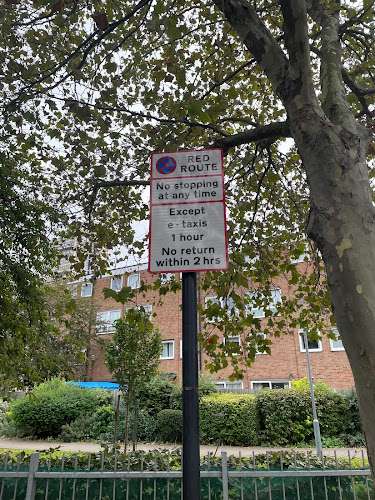 RED
ROUTE
No stopping
at any time
Except
e - taxis
1 hour
No return
within 2 hrs